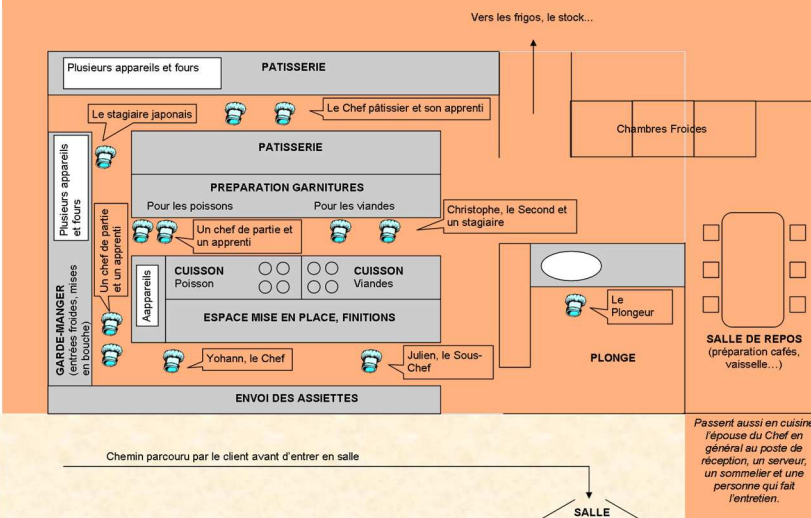 Vers les frigos, le stock...
Plusieurs appareils et fours
PATISSERIE
Le stagiaire japonais
Le Chef pâtissier et son apprenti
Chambres Froides
Plusieurs appareils
et fours
PATISSERIE
PREPARATION GARNITURES
Pour les poissons
Pour les viandes
Christophe, le Second et
un stagiaire
Un chef de partie et
un apprenti
Un chef de partie
et un apprenti
GARDE-MANGER
(entrées froides, mises
en bouche)
Aappareils
CUISSON
Poisson
CUISSON
Viandes
ESPACE MISE EN PLACE, FINITIONS
Le
Plongeur
PLONGE
SALLE DE REPOS
(préparation cafés,
vaisselle…)
Yohann, le Chef
Julien, le Sous-
Chef
ENVOI DES ASSIETTES
Passent aussi en cuisine
l'épouse du Chef en
général au poste de
réception, un serveur,
un sommelier et une
personne qui fait
l'entretien.
Chemin parcouru par le client avant d'entrer en salle
SALLE